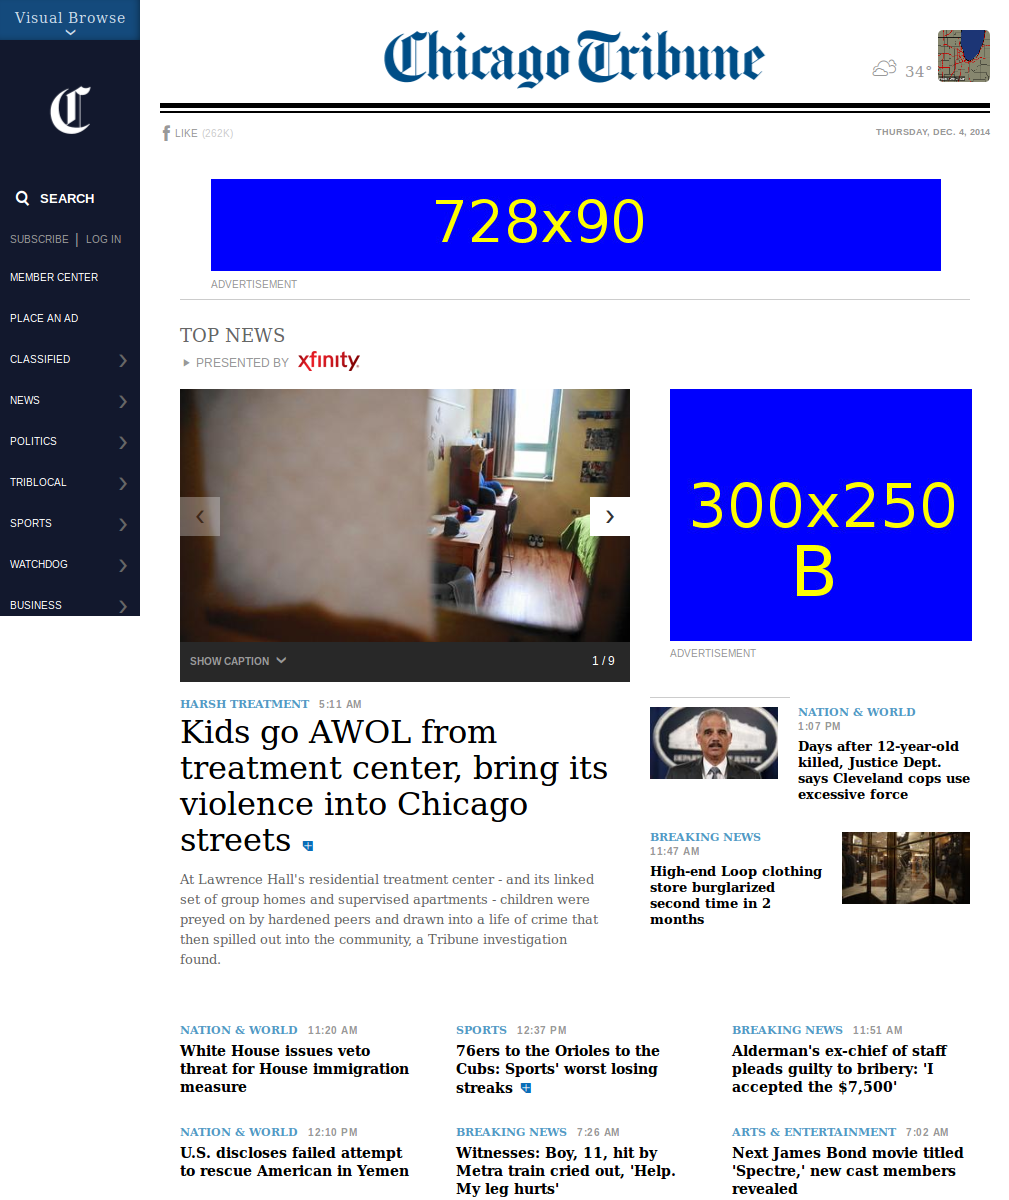 Visual Browse
C
SEARCH
SUBSCRIBE | LOG IN
MEMBER CENTER
PLACE AN AD
CLASSIFIED
NEWS
POLITICS
TRIBLOCAL
SPORTS
WATCHDOG
BUSINESS
Chicago Tribune
34°
LIKE (262K)
THURSDAY, DEC. 4, 2014
728x90
ADVERTISEMENT
TOP NEWS
PRESENTED BY xfinity
SHOW CAPTION
1 / 9
300x250
B
ADVERTISEMENT
HARSH TREATMENT 5:11 AM
Kids go AWOL from
treatment center, bring its
violence into Chicago
streets
At Lawrence Hall's residential treatment center - and its linked
set of group homes and supervised apartments - children were
preyed on by hardened peers and drawn into a life of crime that
then spilled out into the community, a Tribune investigation
found.
NATION & WORLD
1:07 PM
Days after 12-year-old
killed, Justice Dept.
says Cleveland cops use
excessive force
BREAKING NEWS
11:47 AM
High-end Loop clothing
store burglarized
second time in 2
months
NATION & WORLD 11:20 AM
White House issues veto
threat for House immigration
measure
SPORTS 12:37 PM
76ers to the Orioles to the
Cubs: Sports' worst losing
streaks
BREAKING NEWS 11:51 AM
Alderman's ex-chief of staff
pleads guilty to bribery: 'I
accepted the $7,500'
NATION & WORLD 12:10 PM
U.S. discloses failed attempt
to rescue American in Yemen
BREAKING NEWS 7:26 AM
Witnesses: Boy, 11, hit by
Metra train cried out, 'Help.
My leg hurts'
ARTS & ENTERTAINMENT 7:02 AM
Next James Bond movie titled
'Spectre,' new cast members
revealed